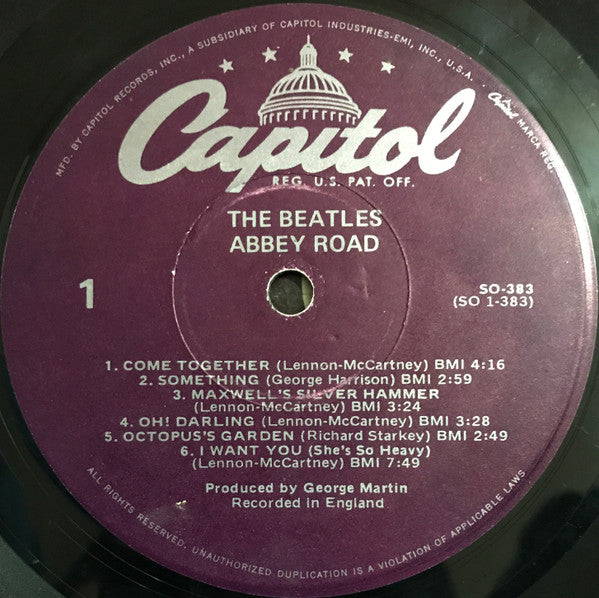 MFD. BY CAPITOL RECORDS, INC., A SUBSIDIARY OF CAPITOL INDUSTRIES-EMI, INC., U.S.A.
Capitol MARCA REG.
Capitol
REG. U.S. PAT. OFF.
THE BEATLES
ABBEY ROAD
1
SO-383
(SO 1-383)
1. COME TOGETHER (Lennon-McCartney) BMI 4:16
2. SOMETHING (George Harrison) BMI 2:59
3. MAXWELL'S SILVER HAMMER
(Lennon-McCartney) BMI 3:24
4. OH! DARLING (Lennon-McCartney) BMI 3:28
5. OCTOPUS'S GARDEN (Richard Starkey) BMI 2:49
6. I WANT YOU (She's So Heavy)
(Lennon-McCartney) BMI 7:49
Produced by George Martin
Recorded in England
ALL RIGHTS RESERVED. UNAUTHORIZED DUPLICATION IS A VIOLATION OF APPLICABLE LAWS